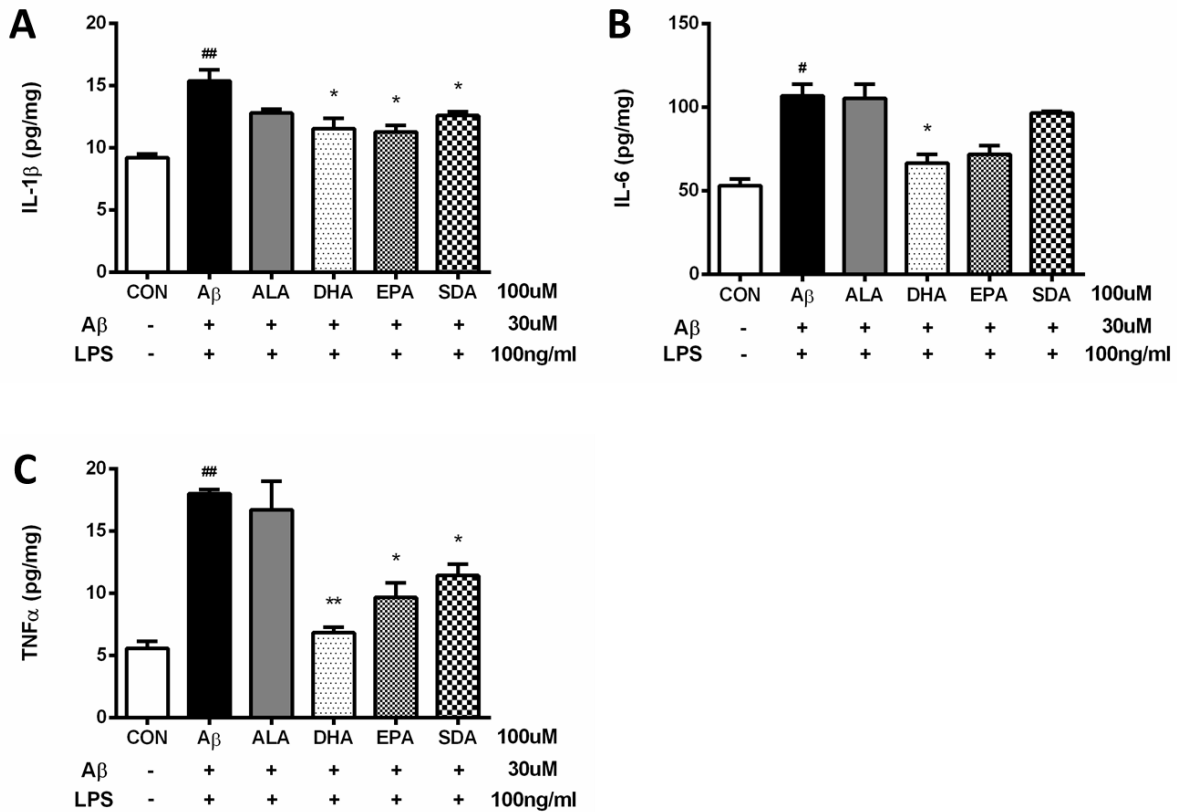 A
IL-1β (pg/mg)
20
15
10
5
0
##
*
*
*
CON Aβ ALA DHA EPA SDA 100uM
Aβ - + + + + + 30uM
LPS - + + + + + 100ng/ml
B
IL-6 (pg/mg)
150
100
50
0
#
*
CON Aβ ALA DHA EPA SDA 100uM
Aβ - + + + + + 30uM
LPS - + + + + + 100ng/ml
C
TNFα (pg/mg)
20
15
10
5
0
##
**
*
*
CON Aβ ALA DHA EPA SDA 100uM
Aβ - + + + + + 30uM
LPS - + + + + + 100ng/ml